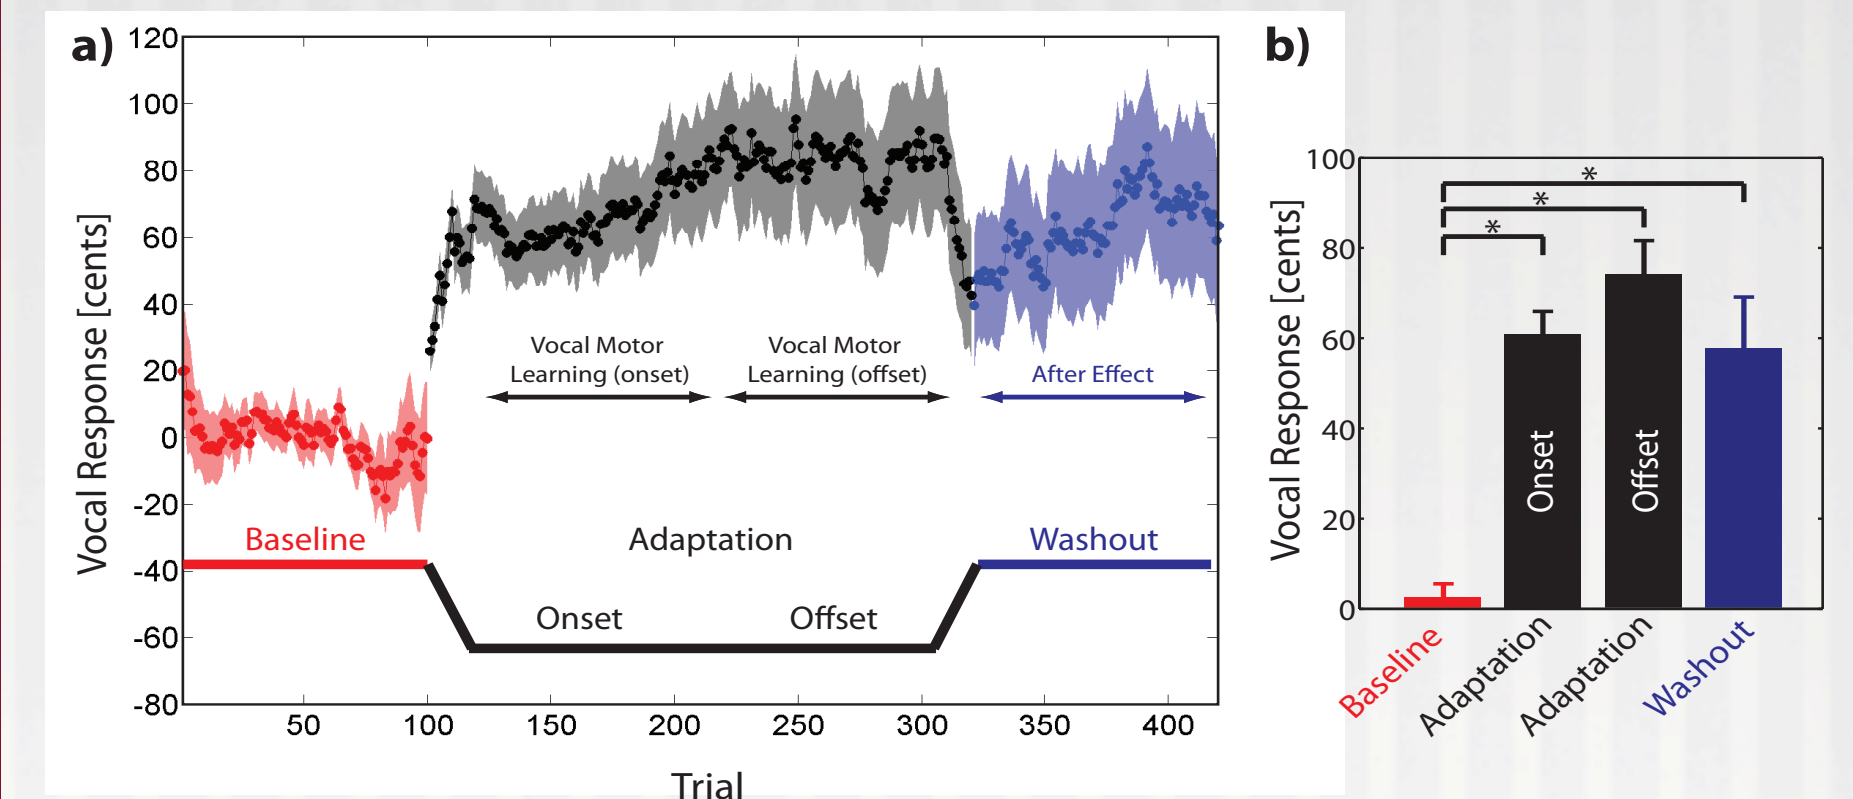 a)
Vocal Response [cents]
120
100
80
60
40
20
0
-20
-40
-60
-80
Vocal Motor
Learning (onset)
Vocal Motor
Learning (offset)
After Effect
Baseline
Adaptation
Washout
Onset
Offset
50
100
150
200
250
300
350
400
Trial
b)
Vocal Response [cents]
100
80
60
40
20
0
*
*
*
Onset
Offset
Baseline
Adaptation
Adaptation
Washout